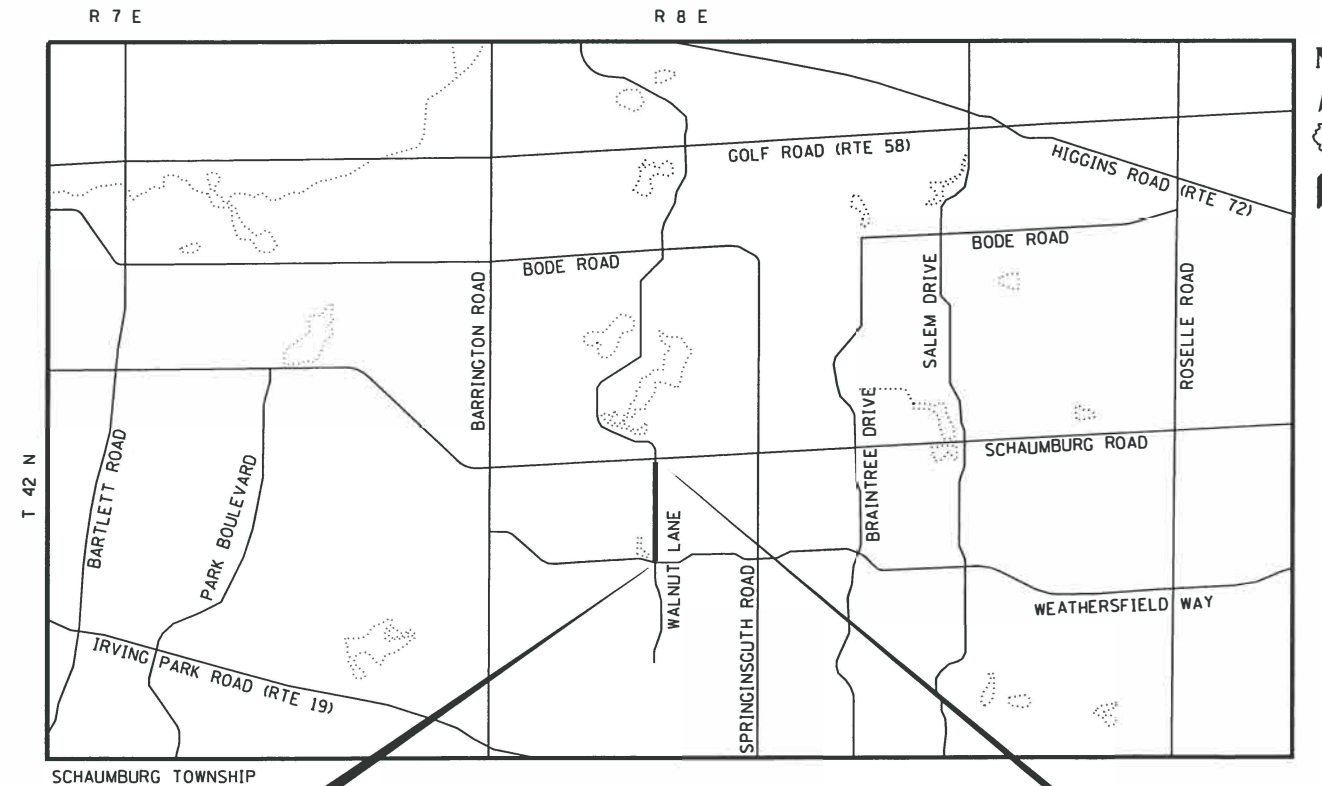 R 7 E
R 8 E
GOLF ROAD (RTE 58)
HIGGINS ROAD (RTE 72)
BODE ROAD
BODE ROAD
BARRINGTON ROAD
SALEM DRIVE
ROSELLE ROAD
T 42 N
BARTLETT ROAD
PARK BOULEVARD
BRAINTREE DRIVE
SCHAUMBURG ROAD
WALNUT LANE
SPRINGINSGUTH ROAD
WEATHERSFIELD WAY
IRVING PARK ROAD (RTE 19)
SCHAUMBURG TOWNSHIP